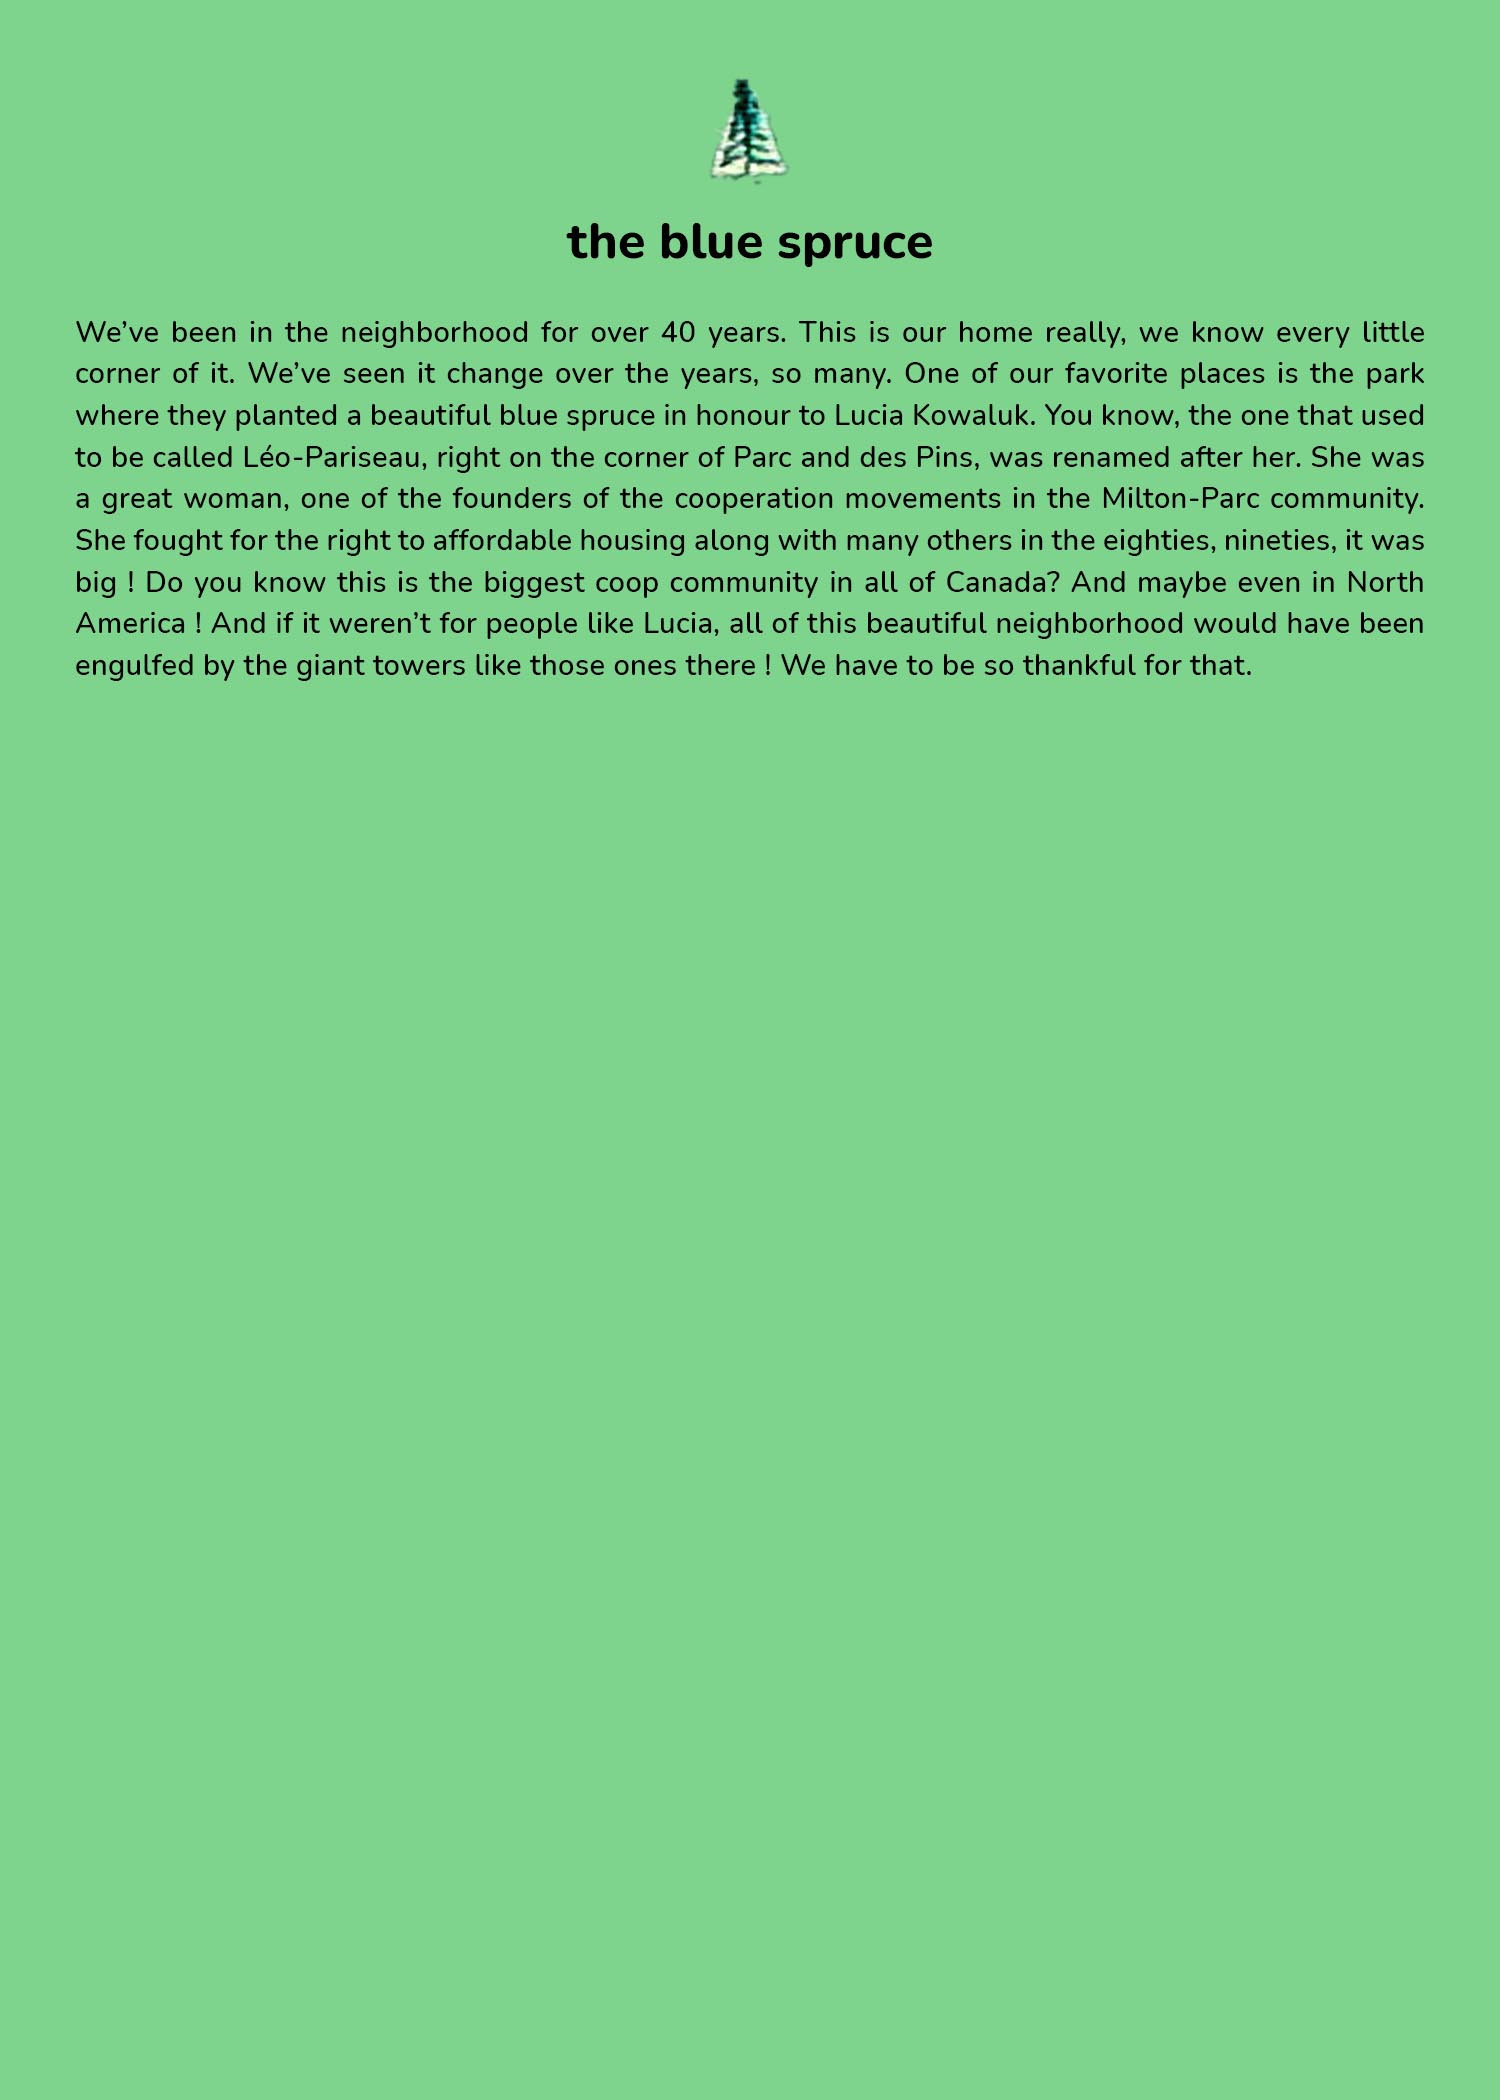 the blue spruce
We’ve been in the neighborhood for over 40 years. This is our home really, we know every little
corner of it. We’ve seen it change over the years, so many. One of our favorite places is the park
where they planted a beautiful blue spruce in honour to Lucia Kowaluk. You know, the one that used
to be called Léo-Pariseau, right on the corner of Parc and des Pins, was renamed after her. She was
a great woman, one of the founders of the cooperation movements in the Milton-Parc community.
She fought for the right to affordable housing along with many others in the eighties, nineties, it was
big ! Do you know this is the biggest coop community in all of Canada? And maybe even in North
America ! And if it weren’t for people like Lucia, all of this beautiful neighborhood would have been
engulfed by the giant towers like those ones there ! We have to be so thankful for that.